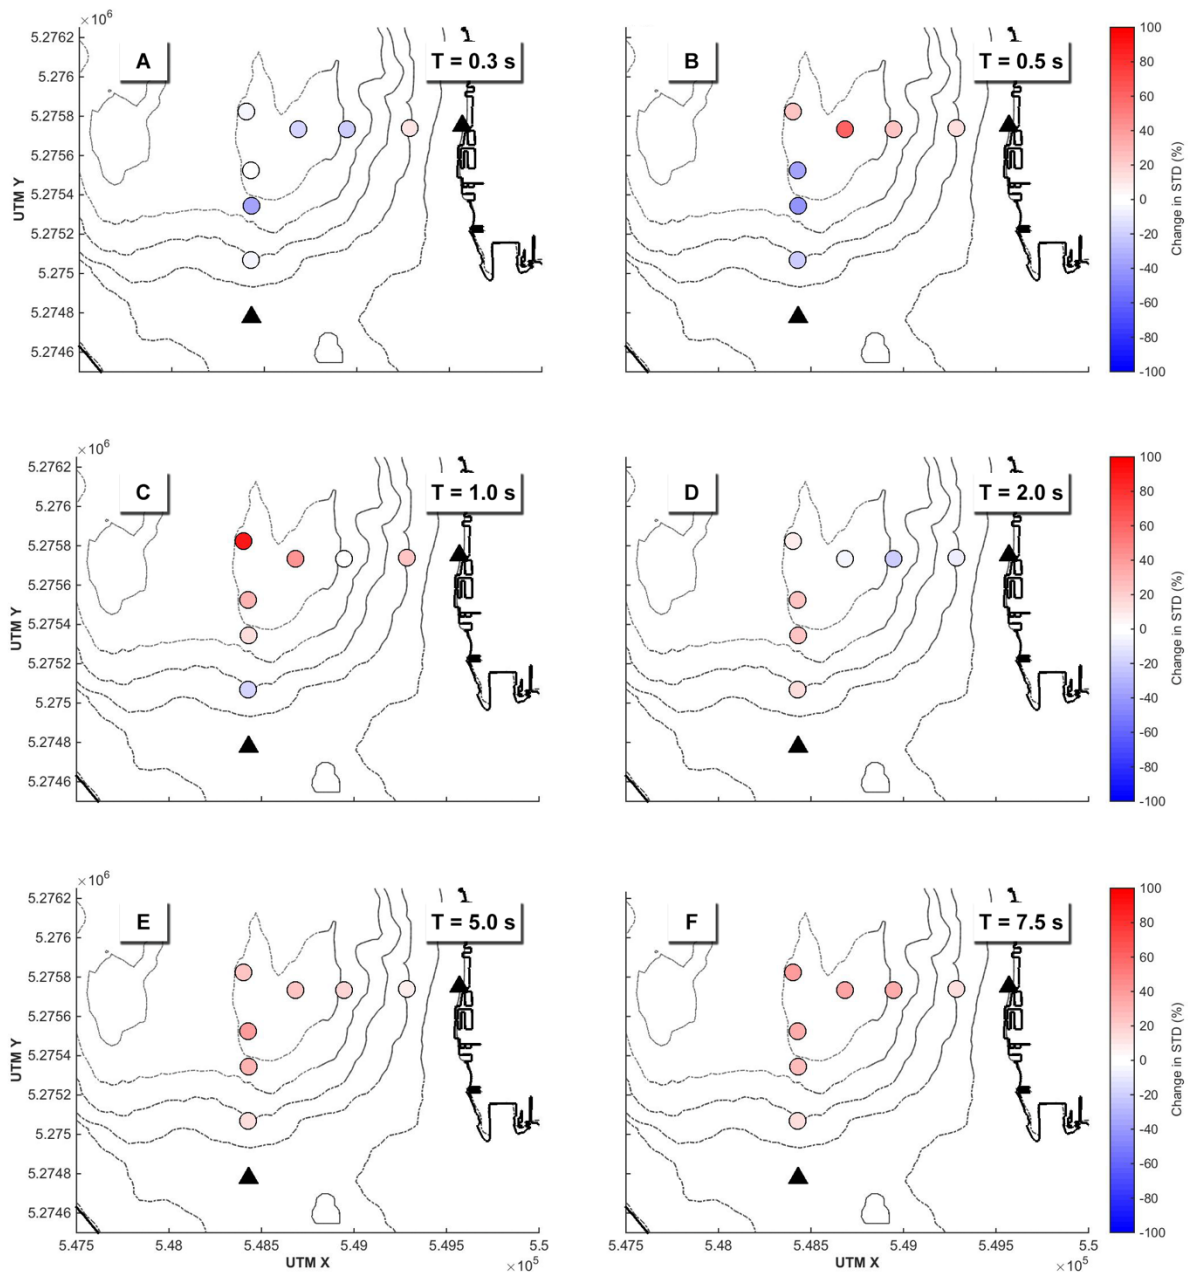 ×10⁶
A
T = 0.3 s
5.2762
5.276
5.2758
5.2756
5.2754
5.2752
5.275
5.2748
5.2746
UTM Y
B
T = 0.5 s
100
80
60
40
20
0
-20
-40
-60
-80
-100
Change in STD (%)
×10⁶
C
T = 1.0 s
5.2762
5.276
5.2758
5.2756
5.2754
5.2752
5.275
5.2748
5.2746
UTM Y
D
T = 2.0 s
100
80
60
40
20
0
-20
-40
-60
-80
-100
Change in STD (%)
×10⁶
E
T = 5.0 s
5.2762
5.276
5.2758
5.2756
5.2754
5.2752
5.275
5.2748
5.2746
UTM Y
5.475 5.48 5.485 5.49 5.495 5.5
UTM X
×10⁵
F
T = 7.5 s
5.475 5.48 5.485 5.49 5.495 5.5
UTM X
×10⁵
100
80
60
40
20
0
-20
-40
-60
-80
-100
Change in STD (%)